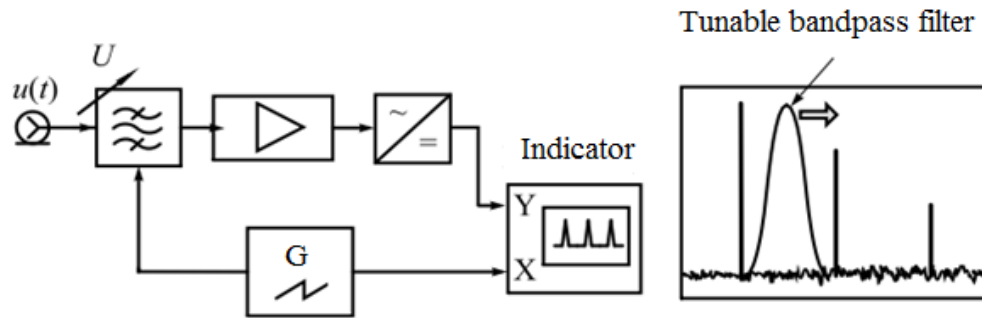 Tunable bandpass filter
U
u(t)
~
=
Indicator
Y
X
G